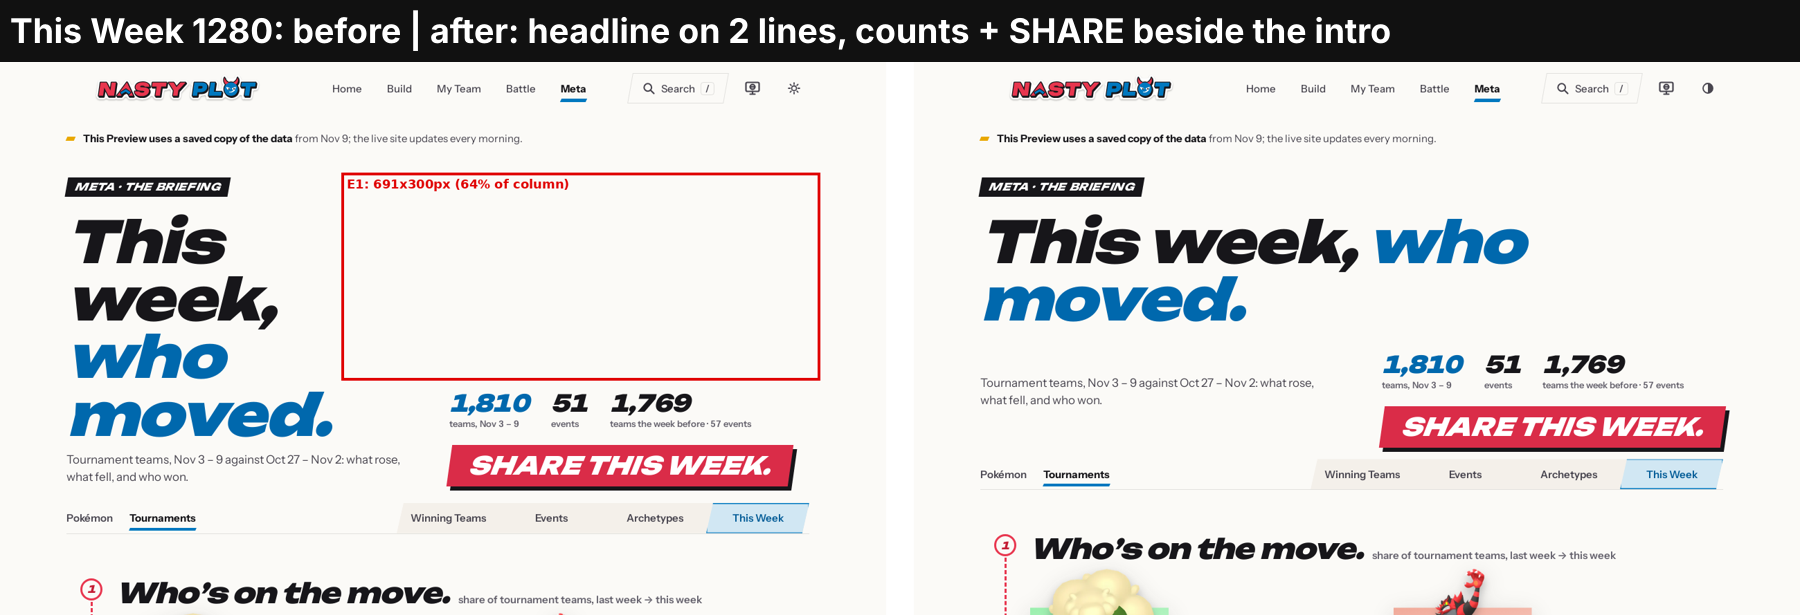 This Week 1280: before | after: headline on 2 lines, counts + SHARE beside the intro
NASTY PLOT
Home Build My Team Battle Meta
Search /
This Preview uses a saved copy of the data from Nov 9; the live site updates every morning.
META · THE BRIEFING
E1: 691x300px (64% of column)
This
week,
who
moved.
1,810 51 1,769
teams, Nov 3 – 9 events teams the week before · 57 events
Tournament teams, Nov 3 – 9 against Oct 27 – Nov 2: what rose,
what fell, and who won.
SHARE THIS WEEK.
Pokémon Tournaments Winning Teams Events Archetypes This Week
1 Who's on the move. share of tournament teams, last week → this week
NASTY PLOT
Home Build My Team Battle Meta
Search /
This Preview uses a saved copy of the data from Nov 9; the live site updates every morning.
META · THE BRIEFING
This week, who
moved.
1,810 51 1,769
teams, Nov 3 – 9 events teams the week before · 57 events
Tournament teams, Nov 3 – 9 against Oct 27 – Nov 2: what rose,
what fell, and who won.
SHARE THIS WEEK.
Pokémon Tournaments Winning Teams Events Archetypes This Week
1 Who's on the move. share of tournament teams, last week → this week